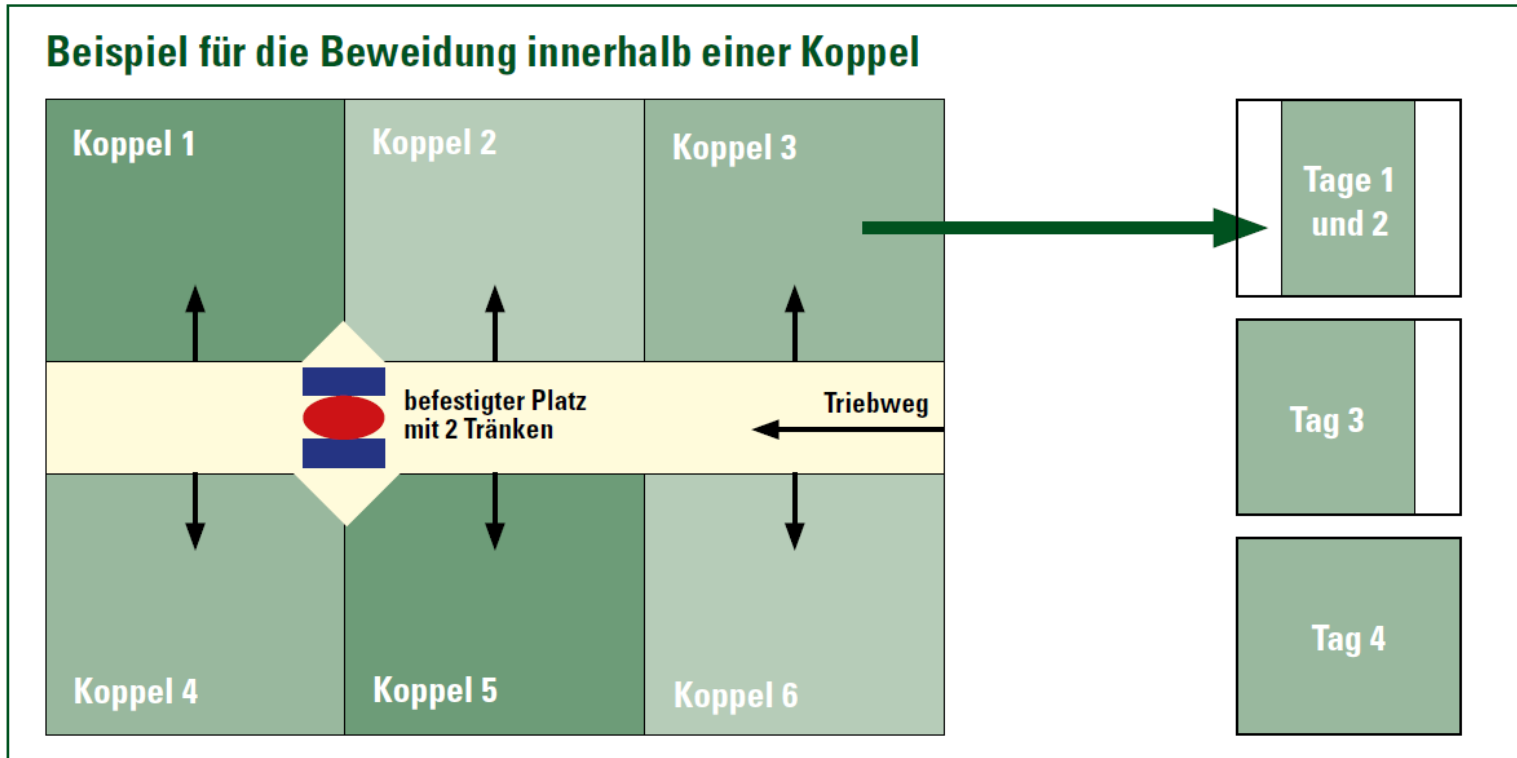 Beispiel für die Beweidung innerhalb einer Koppel
Koppel 1
Koppel 2
Koppel 3
Tage 1
und 2
befestigter Platz
mit 2 Tränken
Triebweg
Tag 3
Koppel 4
Koppel 5
Koppel 6
Tag 4